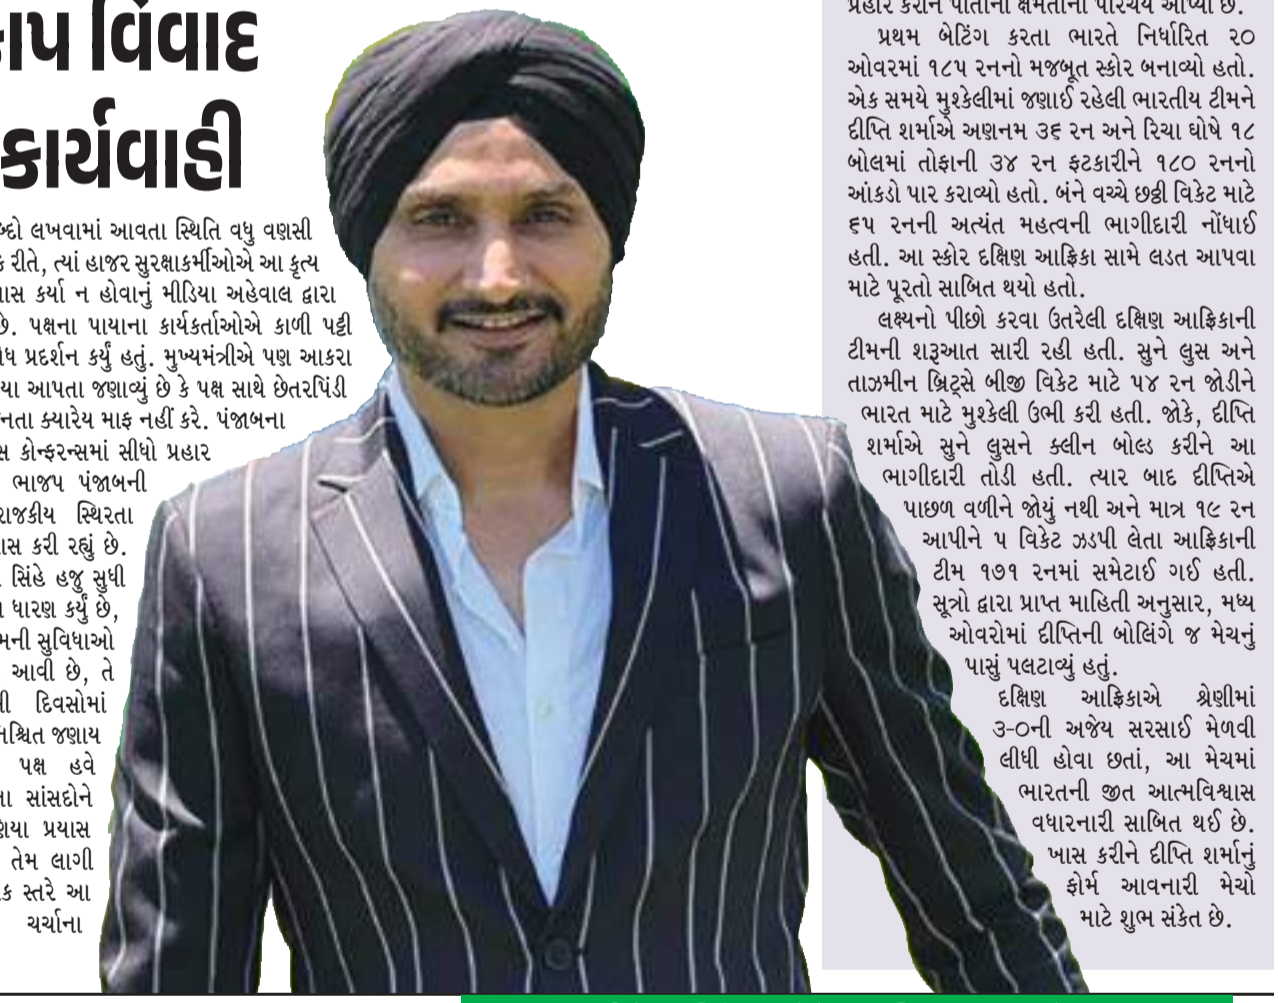 વિવાદ
કાર્યવાહી
લખવામાં આવતા સ્થિતિ વધુ વણસી
રીતે, ત્યાં હાજર સુરક્ષાકર્મીઓએ આ કૃત્ય
કર્યા ન હોવાનું મીડિયા અહેવાલ દ્વારા
છે. પક્ષના પાયાના કાર્યકર્તાઓએ કાળી પટ્ટી
પ્રદર્શન કર્યું હતું. મુખ્યમંત્રીએ પણ આકરા
આપતા જણાવ્યું છે કે પક્ષ સાથે છેતરપિંડી
ક્યારેય માફ નહીં કરે. પંજાબના
કોન્ફરન્સમાં સીધો પ્રહાર
ભાજપ પંજાબની
રાજકીય સ્થિરતા
કરી રહ્યું છે.
સિંહે હજુ સુધી
ધારણ કર્યું છે,
સુવિધાઓ
આવી છે, તે
દિવસોમાં
જણાય
પક્ષ હવે
સાંસદોને
પ્રયાસ
તેમ લાગી
સ્તરે આ
ચર્ચાના
પ્રહાર કરીને પોતાની ક્ષમતાનો પરિચય આપ્યો છે.
પ્રથમ બેટિંગ કરતા ભારતે નિર્ધારિત ૨૦
ઓવરમાં ૧૮૫ રનનો મજબૂત સ્કોર બનાવ્યો હતો.
એક સમયે મુશ્કેલીમાં જણાઈ રહેલી ભારતીય ટીમને
દીપ્તિ શર્માએ અણનમ ૩૬ રન અને રિચા ઘોષે ૧૮
બોલમાં તોફાની ૩૪ રન ફટકારીને ૧૮૦ રનનો
આંકડો પાર કરાવ્યો હતો. બંને વચ્ચે છઠ્ઠી વિકેટ માટે
૬૫ રનની અત્યંત મહત્વની ભાગીદારી નોંધાઈ
હતી. આ સ્કોર દક્ષિણ આફ્રિકા સામે લડત આપવા
માટે પૂરતો સાબિત થયો હતો.
લક્ષ્યનો પીછો કરવા ઉતરેલી દક્ષિણ આફ્રિકાની
ટીમની શરૂઆત સારી રહી હતી. સુને લુસ અને
તાઝમીન બ્રિટ્સે બીજી વિકેટ માટે ૫૪ રન જોડીને
ભારત માટે મુશ્કેલી ઉભી કરી હતી. જોકે, દીપ્તિ
શર્માએ સુને લુસને ક્લીન બોલ્ડ કરીને આ
ભાગીદારી તોડી હતી. ત્યાર બાદ દીપ્તિએ
પાછળ વળીને જોયું નથી અને માત્ર ૧૯ રન
આપીને ૫ વિકેટ ઝડપી લેતા આફ્રિકાની
ટીમ ૧૭૧ રનમાં સમેટાઈ ગઈ હતી.
સૂત્રો દ્વારા પ્રાપ્ત માહિતી અનુસાર, મધ્ય
ઓવરોમાં દીપ્તિની બોલિંગે જ મેચનું
પાસું પલટાવ્યું હતું.
દક્ષિણ આફ્રિકાએ શ્રેણીમાં
૩-૦ની અજેય સરસાઈ મેળવી
લીધી હોવા છતાં, આ મેચમાં
ભારતની જીત આત્મવિશ્વાસ
વધારનારી સાબિત થઈ છે.
ખાસ કરીને દીપ્તિ શર્માનું
ફોર્મ આવનારી મેચો
માટે શુભ સંકેત છે.